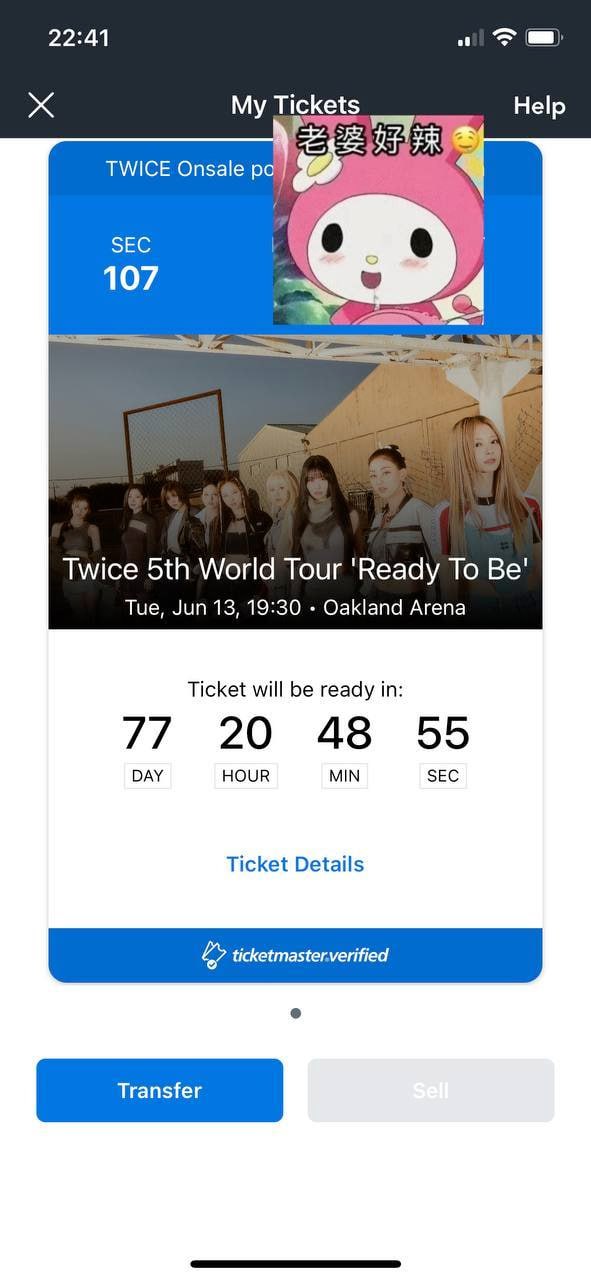 22:41
My Tickets
Help
老婆好辣
TWICE Onsale
SEC
107
Twice 5th World Tour 'Ready To Be'
Tue, Jun 13, 19:30 • Oakland Arena
Ticket will be ready in:
77 20 48 55
DAY HOUR MIN SEC
Ticket Details
ticketmaster.verified
Transfer
Sell